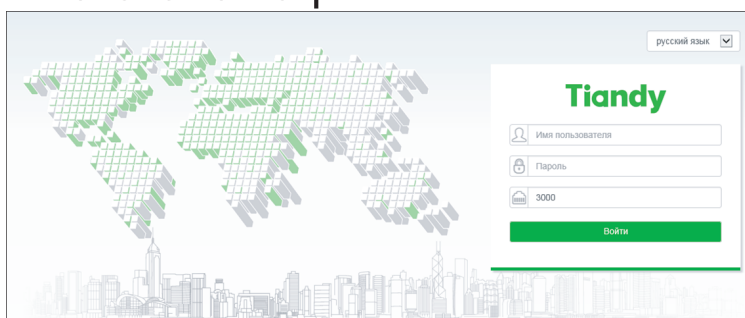 русский язык
Tiandy
Имя пользователя
Пароль
3000
Войти